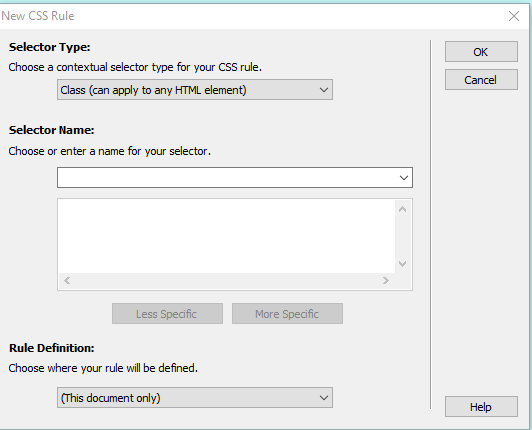 New CSS Rule
Selector Type:
Choose a contextual selector type for your CSS rule.
Class (can apply to any HTML element)
OK
Cancel
Selector Name:
Choose or enter a name for your selector.
Less Specific
More Specific
Rule Definition:
Choose where your rule will be defined.
(This document only)
Help